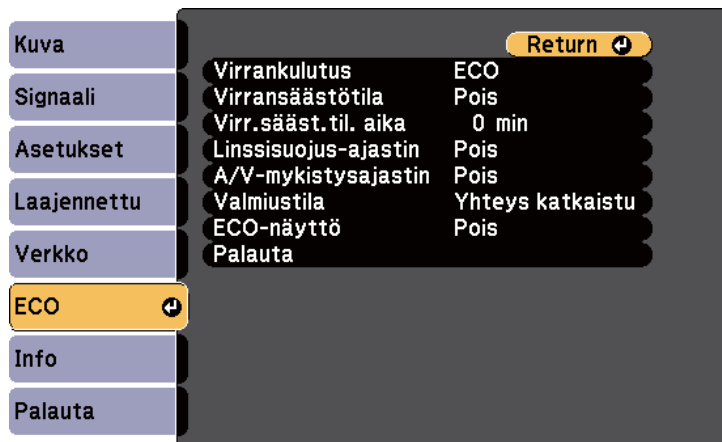 Kuva
Signaali
Asetukset
Laajennettu
Verkko
ECO
Info
Palauta
Return
Virrankulutus ECO
Virransäästötila Pois
Virr.sääst.til. aika 0 min
Linssisuojus-ajastin Pois
A/V-mykistysajastin Pois
Valmiustila Yhteys katkaistu
ECO-näyttö Pois
Palauta